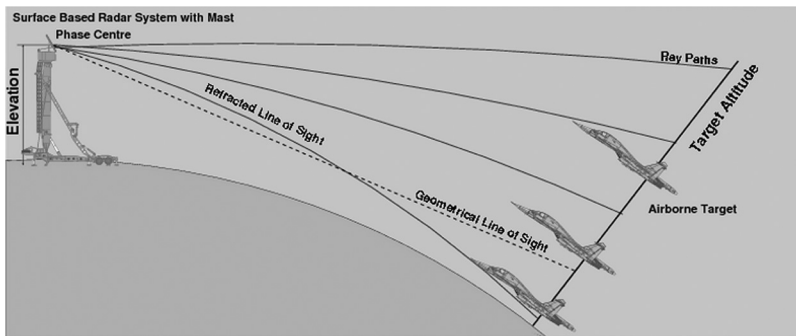 Surface Based Radar System with Mast
Phase Centre
Ray Paths
Elevation
Refracted Line of Sight
Target Altitude
Geometrical Line of Sight
Airborne Target